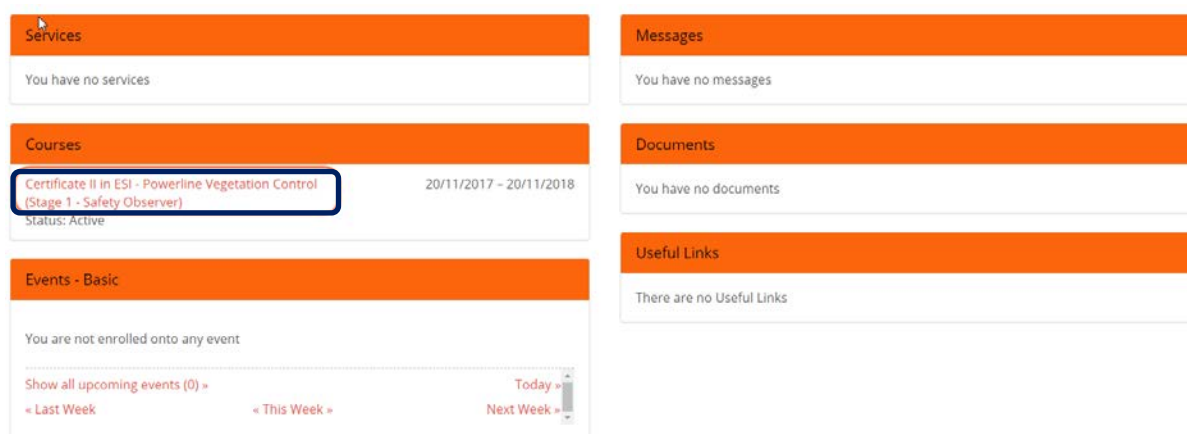 Services
You have no services
Courses
Certificate II in ESI - Powerline Vegetation Control
(Stage 1 - Safety Observer)
20/11/2017 – 20/11/2018
Status: Active
Events - Basic
You are not enrolled onto any event
Show all upcoming events (0) »
Today »
« Last Week
« This Week »
Next Week »
Messages
You have no messages
Documents
You have no documents
Useful Links
There are no Useful Links